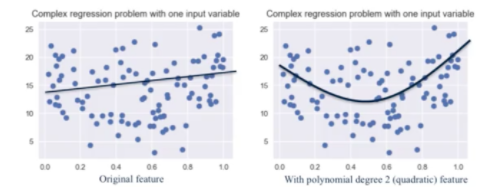 Complex regression problem with one input variable
25
20
15
10
5
0.0 0.2 0.4 0.6 0.8 1.0
Original feature
Complex regression problem with one input variable
25
20
15
10
5
0.0 0.2 0.4 0.6 0.8 1.0
With polynomial degree 2 (quadratic) feature